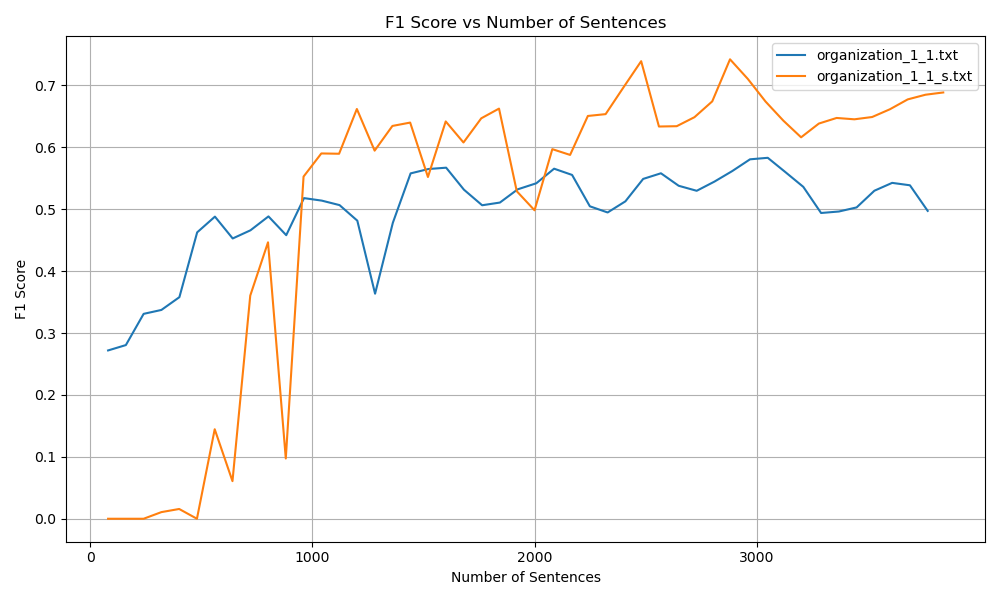 F1 Score vs Number of Sentences
organization_1_1.txt
organization_1_1_s.txt
F1 Score
0.7
0.6
0.5
0.4
0.3
0.2
0.1
0.0
0 1000 2000 3000
Number of Sentences